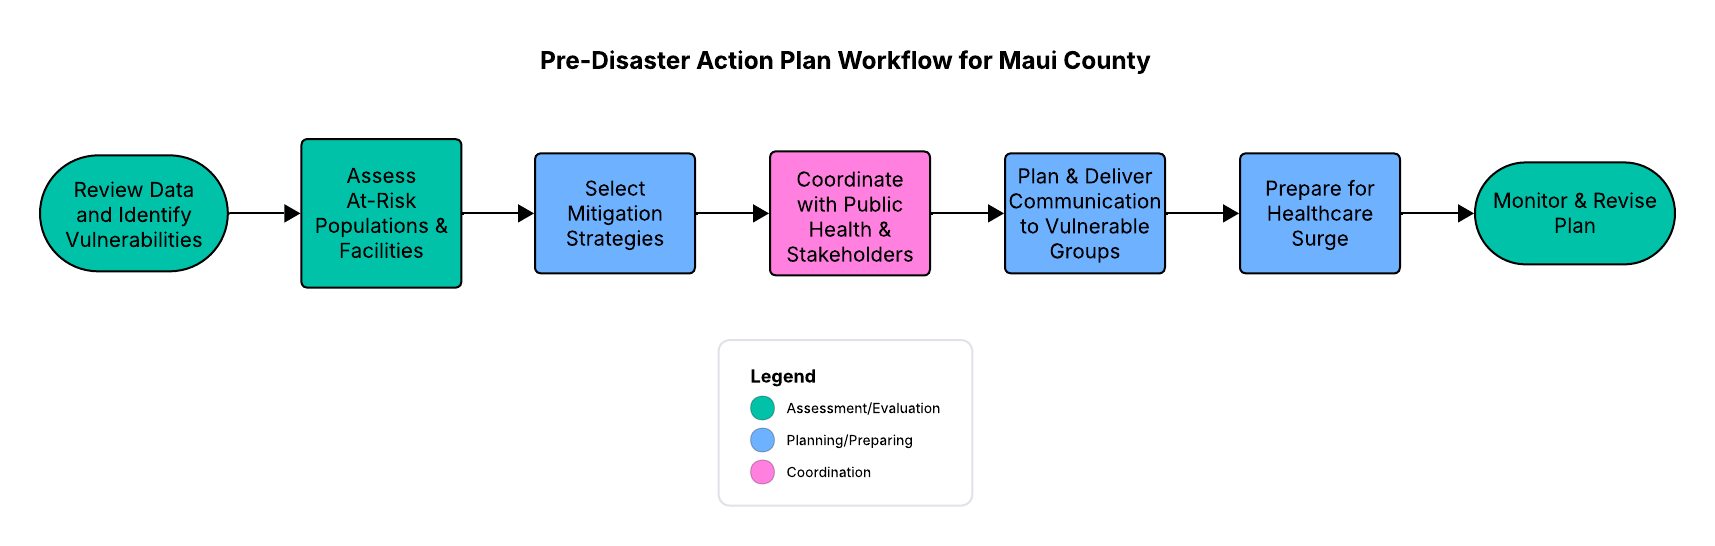 Pre-Disaster Action Plan Workflow for Maui County
Review Data
and Identify
Vulnerabilities
Assess
At-Risk
Populations &
Facilities
Select
Mitigation
Strategies
Coordinate
with Public
Health &
Stakeholders
Plan & Deliver
Communication
to Vulnerable
Groups
Prepare for
Healthcare
Surge
Monitor & Revise
Plan
Legend
Assessment/Evaluation
Planning/Preparing
Coordination